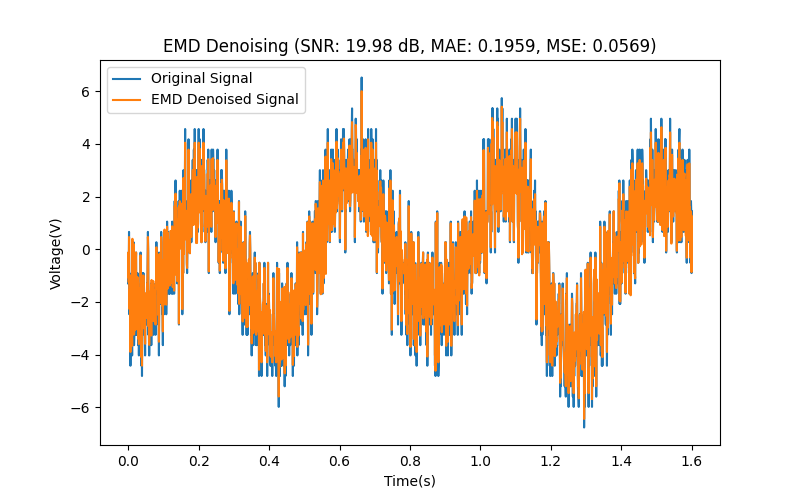 EMD Denoising (SNR: 19.98 dB, MAE: 0.1959, MSE: 0.0569)
Original Signal
EMD Denoised Signal
6
4
2
0
−2
−4
−6
Voltage(V)
0.0 0.2 0.4 0.6 0.8 1.0 1.2 1.4 1.6
Time(s)